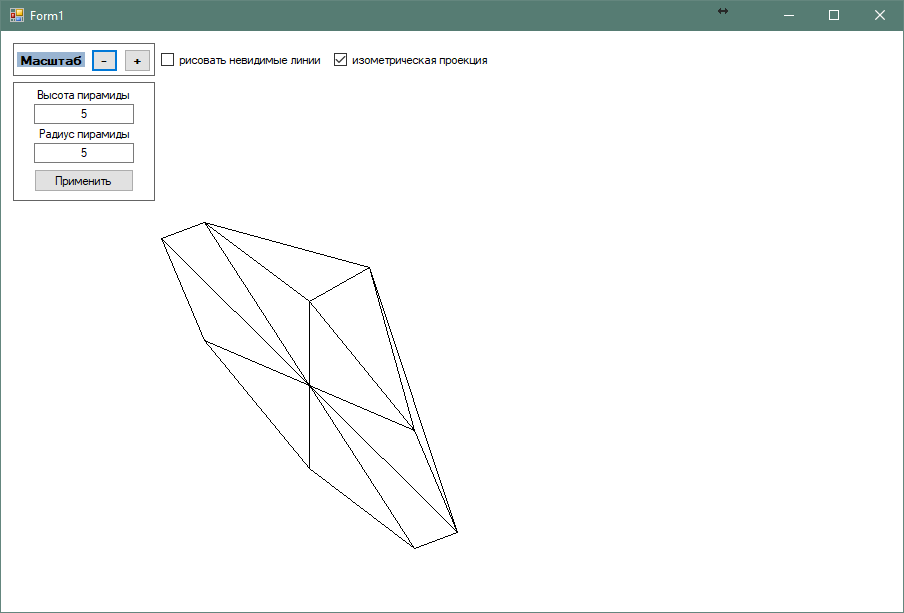 Form1
Масштаб - +
рисовать невидимые линии
изометрическая проекция
Высота пирамиды
5
Радиус пирамиды
5
Применить